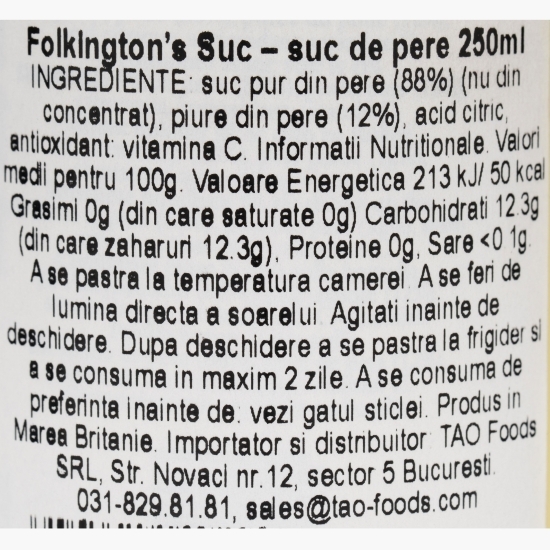 Folkington's Suc – suc de pere 250ml
INGREDIENTE: suc pur din pere (88%) (nu din
concentrat), piure din pere (12%), acid citric,
antioxidant: vitamina C. Informatii Nutritionale. Valori
medii pentru 100g. Valoare Energetica 213 kJ/ 50 kcal
Grasimi 0g (din care saturate 0g) Carbohidrati 12.3g
(din care zaharuri 12.3g), Proteine 0g, Sare <0.1g.
A se pastra la temperatura camerei. A se feri de
lumina directa a soarelui. Agitati inainte de
deschidere. Dupa deschidere a se pastra la frigider si
a se consuma in maxim 2 zile. A se consuma de
preferinta inainte de: vezi gatul sticlei. Produs in
Marea Britanie. Importator si distribuitor: TAO Foods
SRL, Str. Novaci nr.12, sector 5 Bucuresti.
031-829.81.81, sales@tao-foods.com